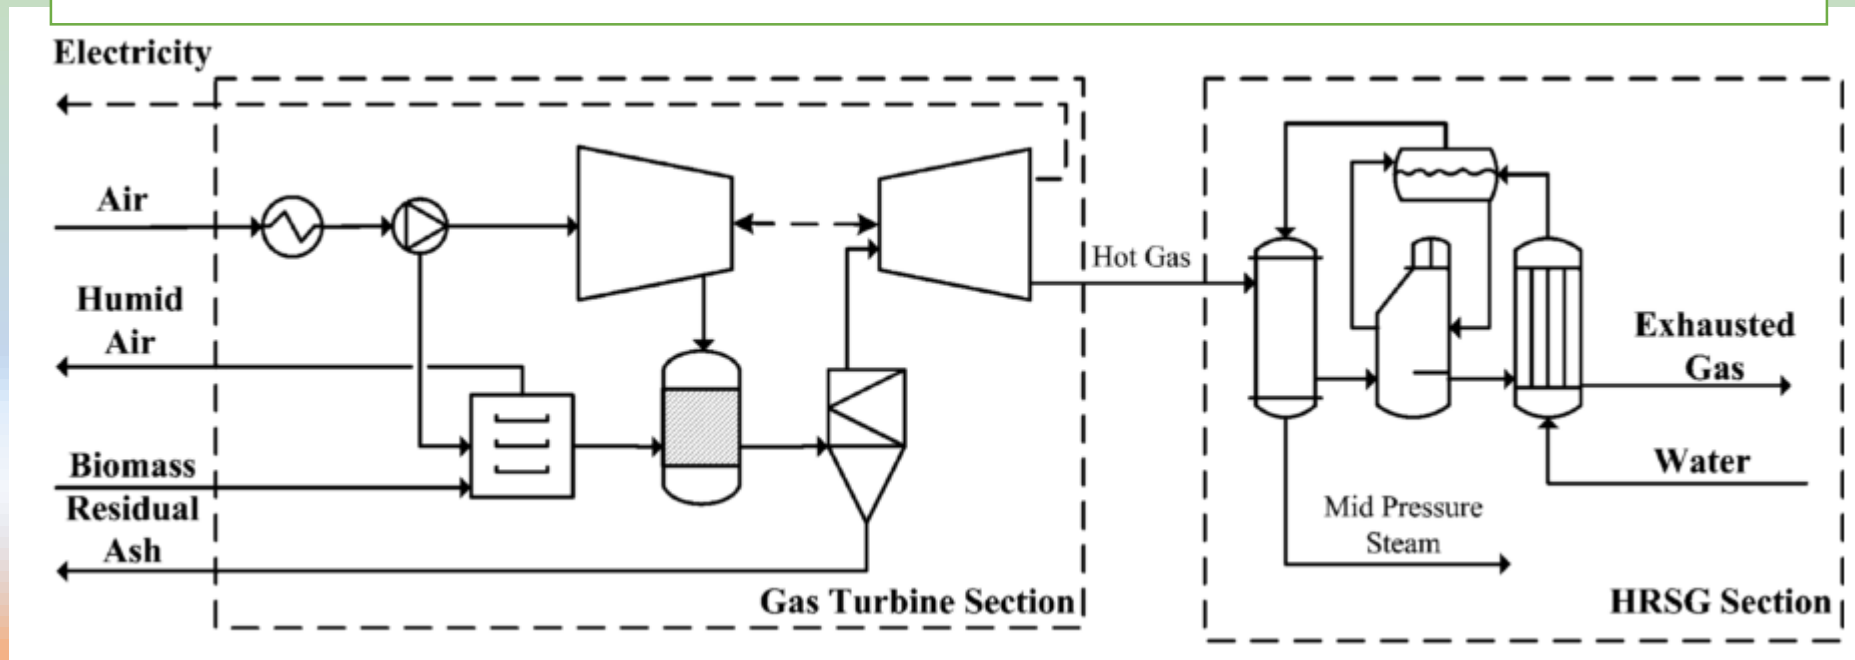 Electricity
Air
Humid
Air
Biomass
Residual
Ash
Gas Turbine Section
Hot Gas
Exhausted
Gas
Water
Mid Pressure
Steam
HRSG Section